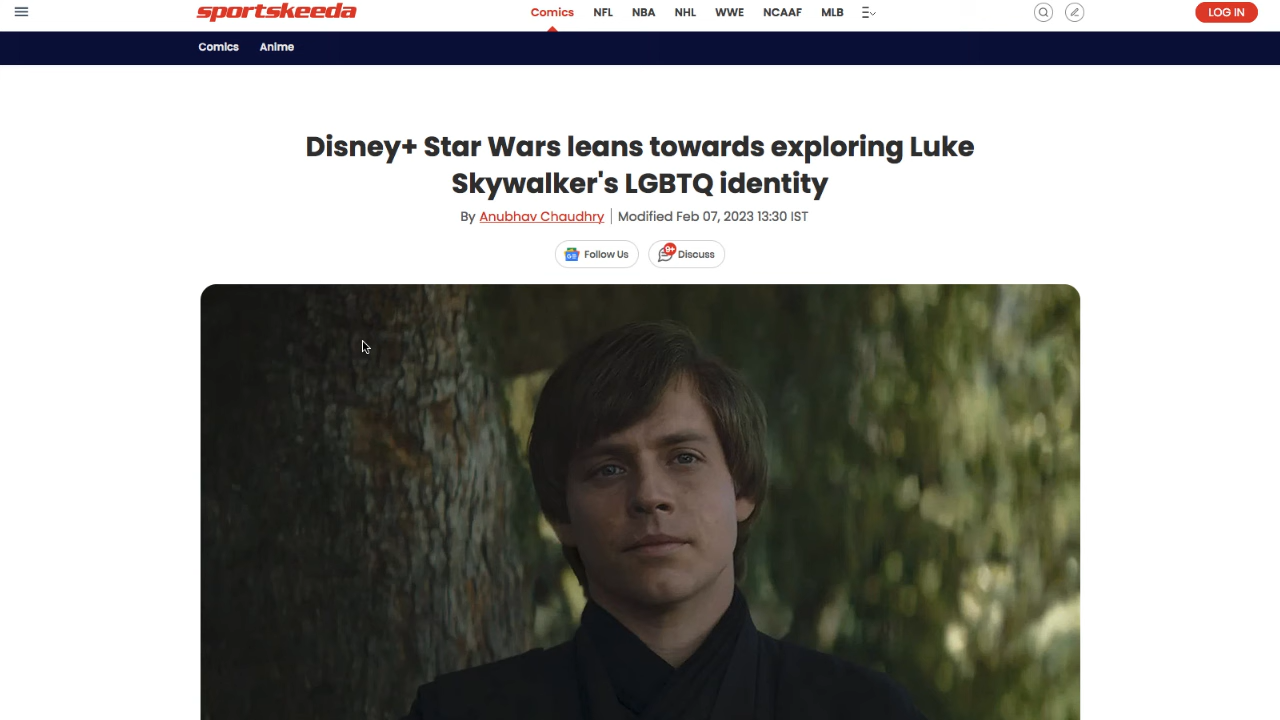 sportskeeda
Comics NFL NBA NHL WWE NCAAF MLB
LOG IN
Comics Anime
Disney+ Star Wars leans towards exploring Luke
Skywalker's LGBTQ identity
By Anubhav Chaudhry | Modified Feb 07, 2023 13:30 IST
Follow Us
9+ Discuss